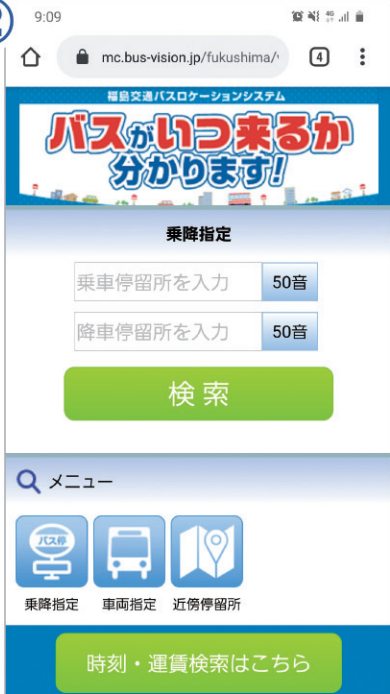 2
9:09
mc.bus-vision.jp/fukushima/
4
福島交通バスロケーションシステム
バスがいつ来るか
分かります!
乗降指定
乗車停留所を入力 50音
降車停留所を入力 50音
検索
メニュー
バス停
乗降指定 車両指定 近傍停留所
時刻・運賃検索はこちら